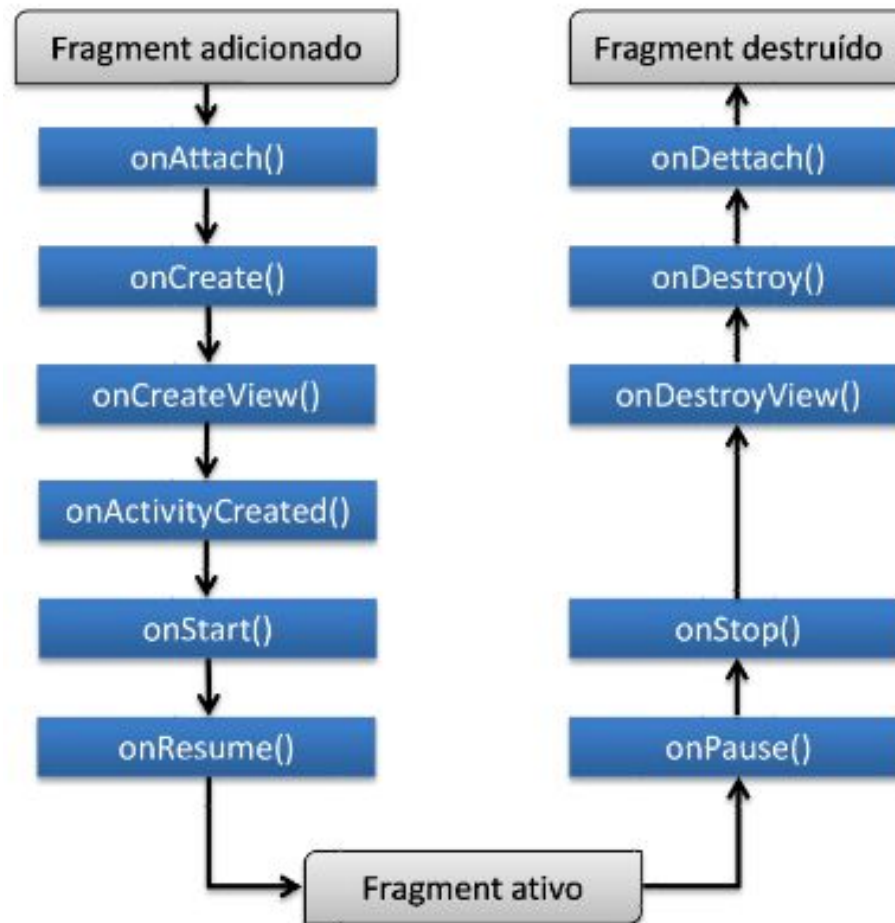 Fragment adicionado
onAttach()
onCreate()
onCreateView()
onActivityCreated()
onStart()
onResume()
Fragment ativo
onPause()
onStop()
onDestroyView()
onDestroy()
onDettach()
Fragment destruído